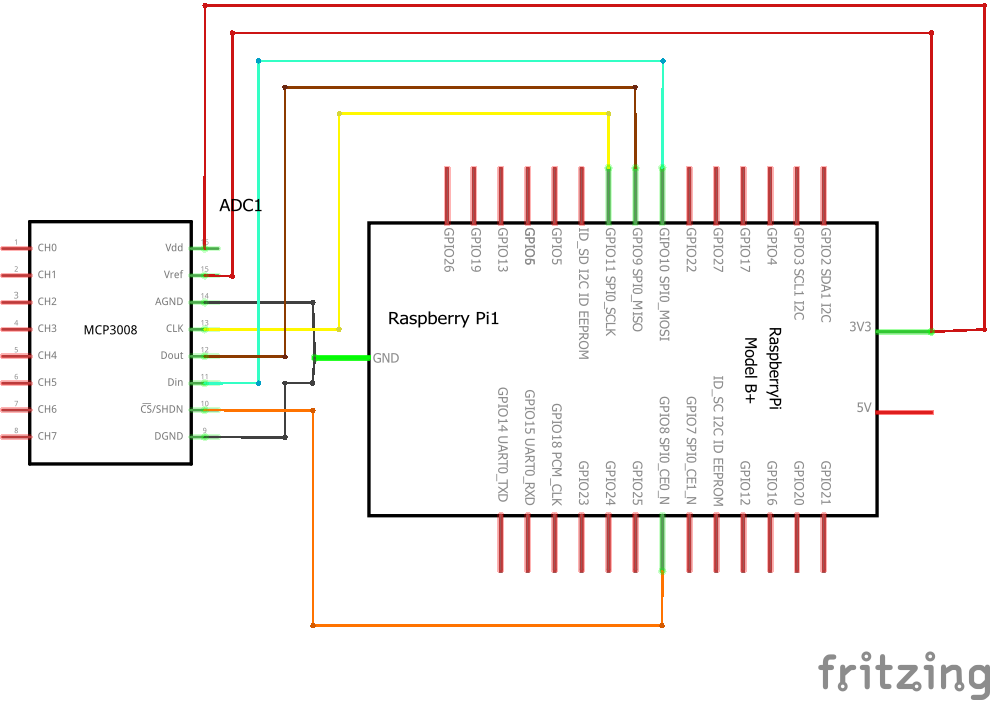 ADC1
1 CH0
2 CH1
3 CH2
4 CH3
5 CH4
6 CH5
7 CH6
8 CH7
MCP3008
Vdd 16
Vref 15
AGND 14
CLK 13
Dout 12
Din 11
CS/SHDN 10
DGND 9
GPIO26
GPIO19
GPIO13
GPIO6
GPIO5
ID_SD I2C ID EEPROM
GPIO11 SPI0_SCLK
GPIO9 SPI0_MISO
GIPO10 SPI0_MOSI
GPIO22
GPIO27
GPIO17
GPIO4
GPIO3 SCL1 I2C
GPIO2 SDA1 I2C
Raspberry Pi1
GND
RaspberryPi
Model B+
3V3
5V
GPIO14 UART0_TXD
GPIO15 UART0_RXD
GPIO18 PCM_CLK
GPIO23
GPIO24
GPIO25
GPIO8 SPI0_CE0_N
GPIO7 SPI0_CE1_N
ID_SC I2C ID EEPROM
GPIO12
GPIO16
GPIO20
GPIO21
fritzing